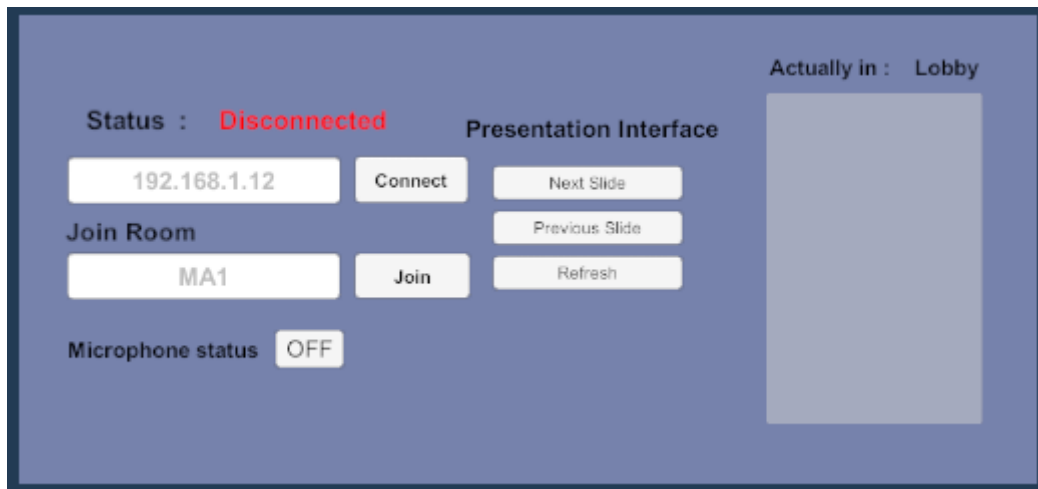 Actually in : Lobby
Status : Disconnected
Presentation Interface
192.168.1.12 Connect
Next Slide
Join Room
Previous Slide
MA1 Join
Refresh
Microphone status OFF